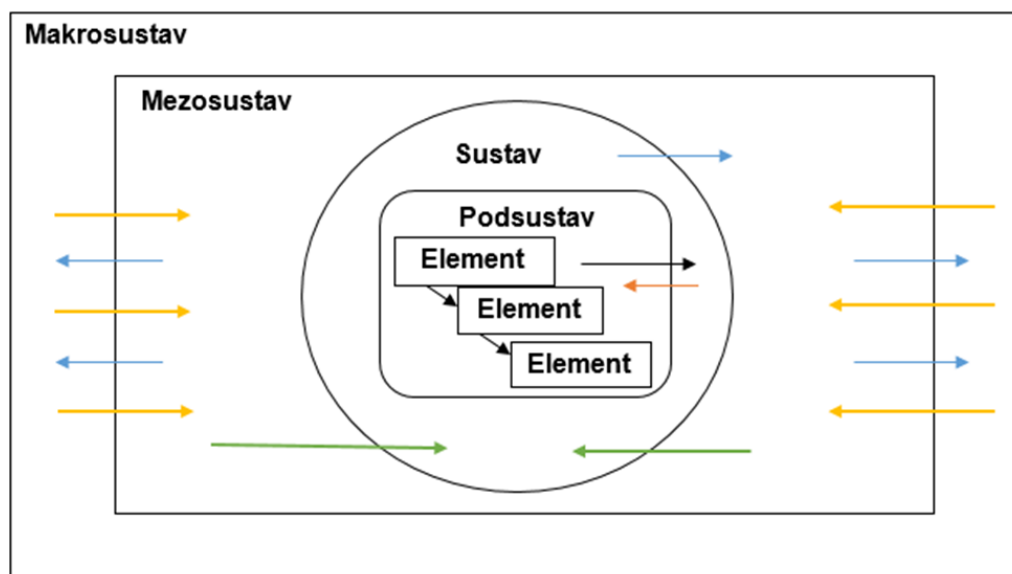 Makrosustav
Mezosustav
Sustav
Podsustav
Element
Element
Element